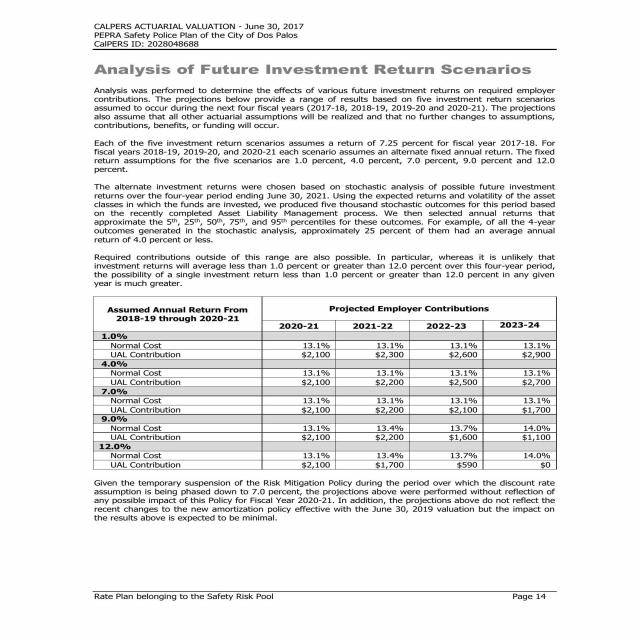 CALPERS ACTUARIAL VALUATION - June 30, 2017
PEPRA Safety Police Plan of the City of Dos Palos
CalPERS ID: 2028048688
Analysis of Future Investment Return Scenarios
Analysis was performed to determine the effects of various future investment returns on required employer
contributions. The projections below provide a range of results based on five investment return scenarios
assumed to occur during the next four fiscal years (2017-18, 2018-19, 2019-20 and 2020-21). The projections
also assume that all other actuarial assumptions will be realized and that no further changes to assumptions,
contributions, benefits, or funding will occur.
Each of the five investment return scenarios assumes a return of 7.25 percent for fiscal year 2017-18. For
fiscal years 2018-19, 2019-20, and 2020-21 each scenario assumes an alternate fixed annual return. The fixed
return assumptions for the five scenarios are 1.0 percent, 4.0 percent, 7.0 percent, 9.0 percent and 12.0
percent.
The alternate investment returns were chosen based on stochastic analysis of possible future investment
returns over the four-year period ending June 30, 2021. Using the expected returns and volatility of the asset
classes in which the funds are invested, we produced five thousand stochastic outcomes for this period based
on the recently completed Asset Liability Management process. We then selected annual returns that
approximate the 5th, 25th, 50th, 75th, and 95th percentiles for these outcomes. For example, of all the 4-year
outcomes generated in the stochastic analysis, approximately 25 percent of them had an average annual
return of 4.0 percent or less.
Required contributions outside of this range are also possible. In particular, whereas it is unlikely that
investment returns will average less than 1.0 percent or greater than 12.0 percent over this four-year period,
the possibility of a single investment return less than 1.0 percent or greater than 12.0 percent in any given
year is much greater.
Assumed Annual Return From
2018-19 through 2020-21
Projected Employer Contributions
2020-21 2021-22 2022-23 2023-24
1.0%
Normal Cost 13.1% 13.1% 13.1% 13.1%
UAL Contribution $2,100 $2,300 $2,600 $2,900
4.0%
Normal Cost 13.1% 13.1% 13.1% 13.1%
UAL Contribution $2,100 $2,200 $2,500 $2,700
7.0%
Normal Cost 13.1% 13.1% 13.1% 13.1%
UAL Contribution $2,100 $2,200 $2,100 $1,700
9.0%
Normal Cost 13.1% 13.4% 13.7% 14.0%
UAL Contribution $2,100 $2,200 $1,600 $1,100
12.0%
Normal Cost 13.1% 13.4% 13.7% 14.0%
UAL Contribution $2,100 $1,700 $590 $0
Given the temporary suspension of the Risk Mitigation Policy during the period over which the discount rate
assumption is being phased down to 7.0 percent, the projections above were performed without reflection of
any possible impact of this Policy for Fiscal Year 2020-21. In addition, the projections above do not reflect the
recent changes to the new amortization policy effective with the June 30, 2019 valuation but the impact on
the results above is expected to be minimal.
Rate Plan belonging to the Safety Risk Pool Page 14